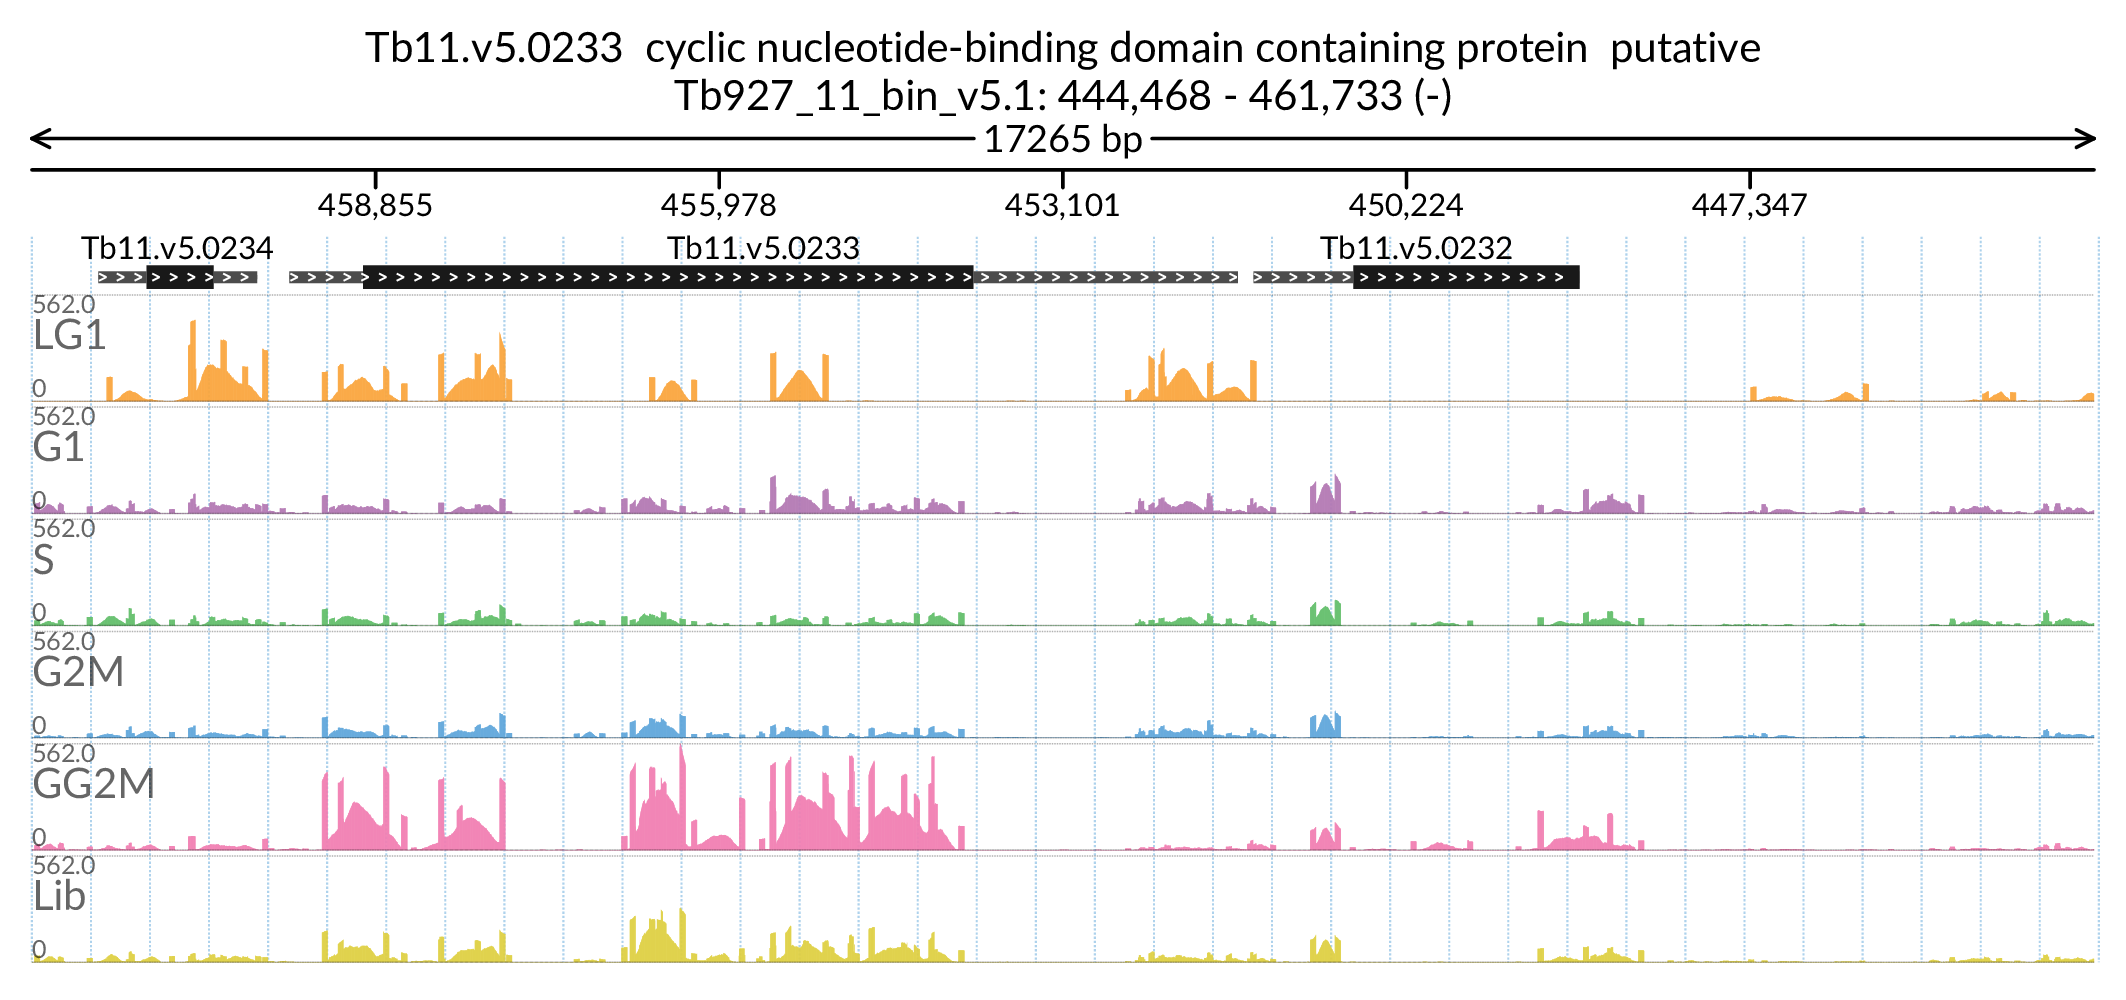 Tb11.v5.0233  cyclic nucleotide-binding domain containing protein  putative
Tb927_11_bin_v5.1: 444,468 - 461,733 (-)
17265 bp
458,855 455,978 453,101 450,224 447,347
Tb11.v5.0234 Tb11.v5.0233 Tb11.v5.0232
562.0
LG1
0
562.0
G1
0
562.0
S
0
562.0
G2M
0
562.0
GG2M
0
562.0
Lib
0